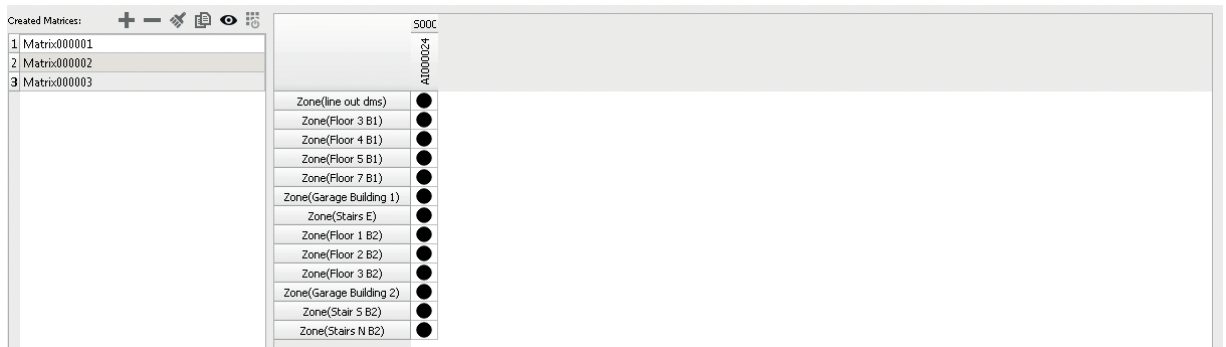 Created Matrices:
1 Matrix000001
2 Matrix000002
3 Matrix000003
S000
AI000024
Zone(line out dms)
Zone(Floor 3 B1)
Zone(Floor 4 B1)
Zone(Floor 5 B1)
Zone(Floor 7 B1)
Zone(Garage Building 1)
Zone(Stairs E)
Zone(Floor 1 B2)
Zone(Floor 2 B2)
Zone(Floor 3 B2)
Zone(Garage Building 2)
Zone(Stair S B2)
Zone(Stairs N B2)